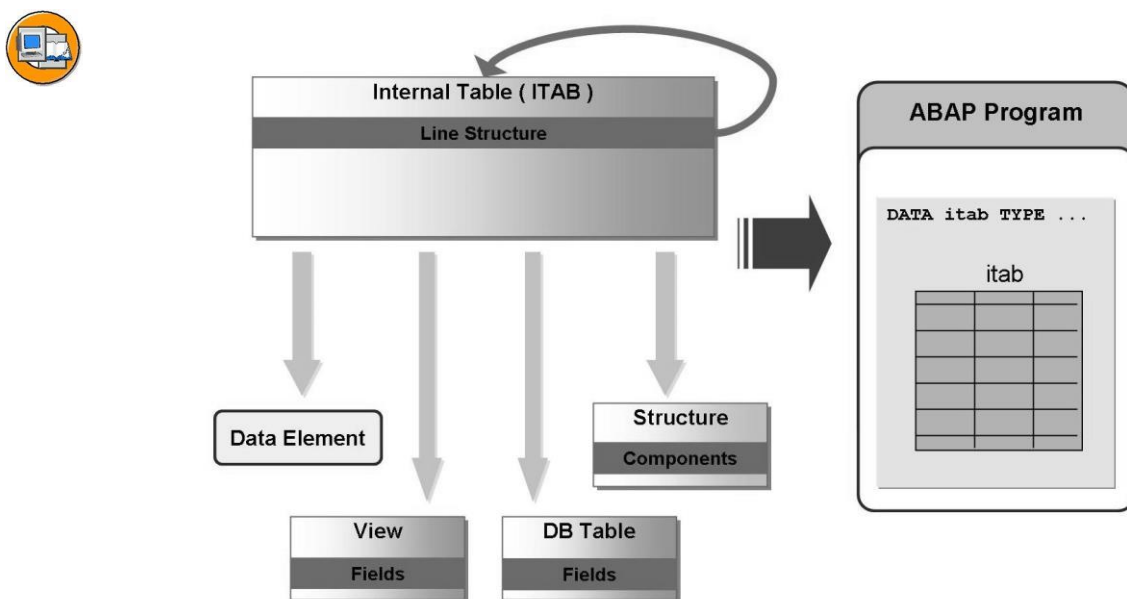 Internal Table ( ITAB )
Line Structure
ABAP Program
DATA itab TYPE ...
itab
Data Element
Structure
Components
View
Fields
DB Table
Fields